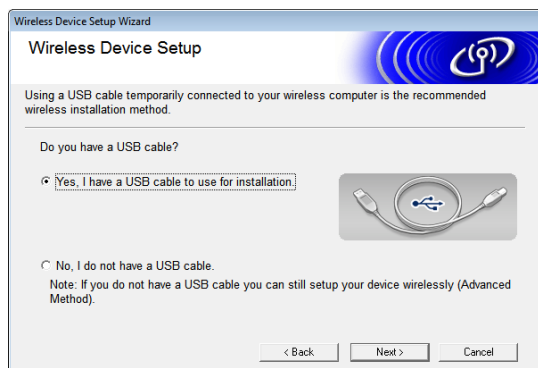 Wireless Device Setup Wizard
Wireless Device Setup
Using a USB cable temporarily connected to your wireless computer is the recommended
wireless installation method.
Do you have a USB cable?
Yes, I have a USB cable to use for installation.
No, I do not have a USB cable.
Note: If you do not have a USB cable you can still setup your device wirelessly (Advanced
Method).
< Back
Next >
Cancel